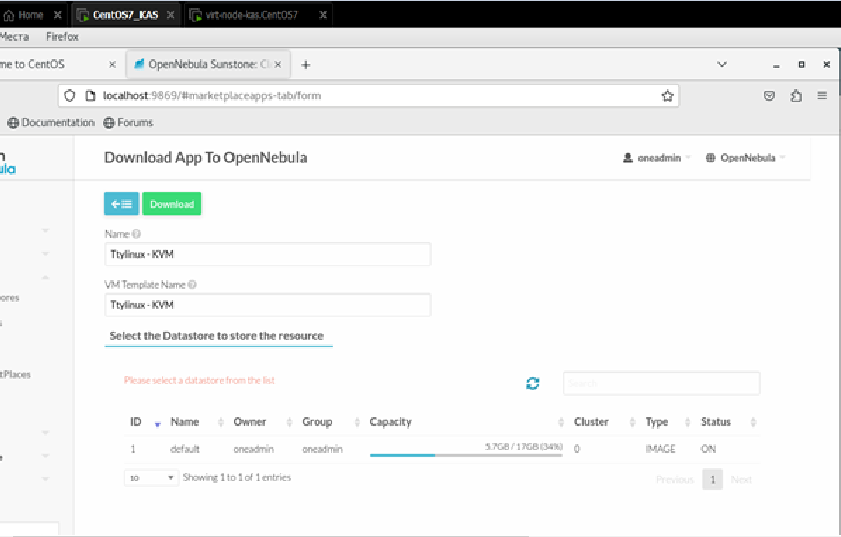 Home × CentOS7_KAS × virt-node-kas.CentOS7 ×
Места Firefox
me to CentOS × OpenNebula Sunstone: Cl × +
localhost:9869/#marketplaceapps-tab/form
Documentation Forums
n
ula
Download App To OpenNebula
oneadmin OpenNebula
Download
Name
Ttylinux - KVM
VM Template Name
Ttylinux - KVM
ores
s
tPlaces
Select the Datastore to store the resource
Please select a datastore from the list
Search
ID Name Owner Group Capacity Cluster Type Status
1 default oneadmin oneadmin 5.7GB / 17GB (34%) 0 IMAGE ON
10 Showing 1 to 1 of 1 entries
Previous 1 Next